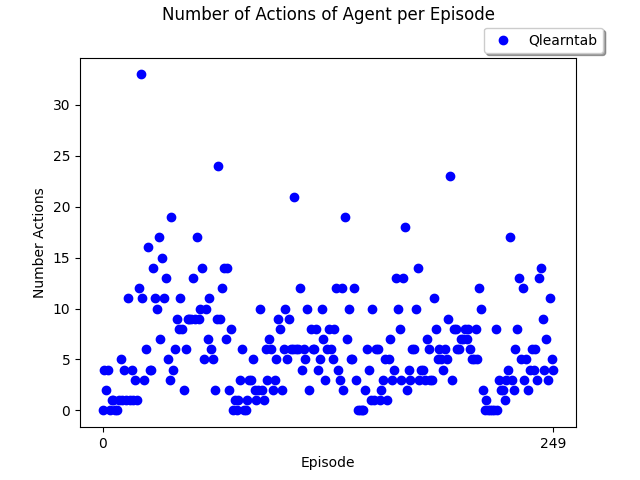 Number of Actions of Agent per Episode
Qlearntab
30
25
20
15
10
5
0
Number Actions
0
249
Episode